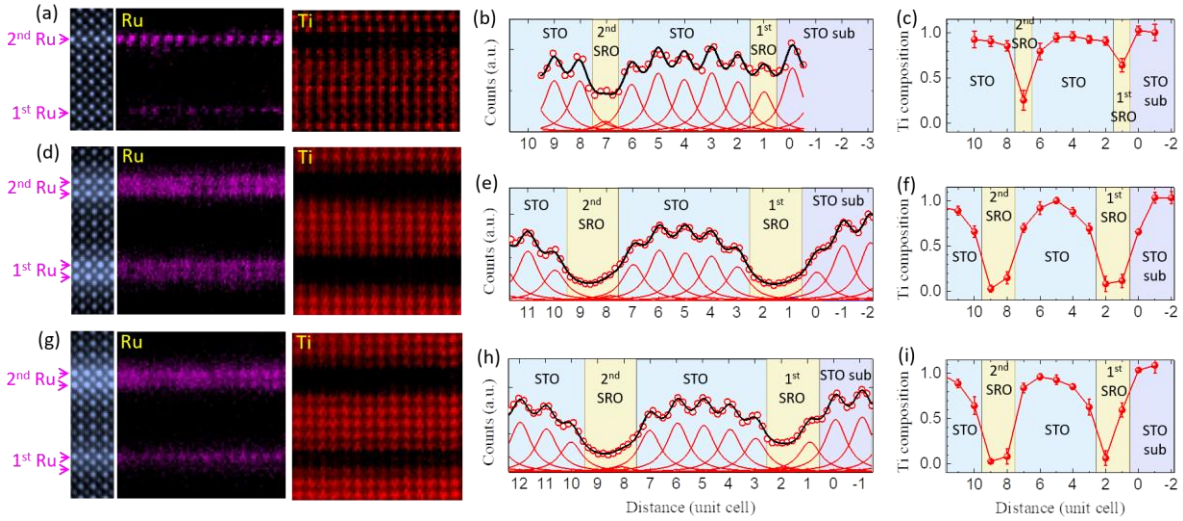 (a)
Ru
Ti
2nd Ru
1st Ru
(b)
STO
2nd
SRO
STO
1st
SRO
STO sub
Counts (a.u.)
10 9 8 7 6 5 4 3 2 1 0 -1 -2 -3
(c)
Ti composition
1.0
0.5
0.0
2nd
SRO
STO
STO
1st
SRO
STO
sub
10 8 6 4 2 0 -2
(d)
Ru
Ti
2nd
1st
(e)
STO
2nd
SRO
STO
1st
SRO
STO sub
Counts (a.u.)
11 10 9 8 7 6 5 4 3 2 1 0 -1 -2
(f)
Ti composition
1.0
0.5
0.0
2nd
SRO
1st
SRO
STO
STO
STO
sub
10 8 6 4 2 0 -2
(g)
Ru
Ti
2nd Ru
1st Ru
(h)
STO
2nd
SRO
STO
1st
SRO
STO sub
Counts (a.u.)
12 11 10 9 8 7 6 5 4 3 2 1 0 -1
Distance (unit cell)
(i)
Ti composition
1.0
0.5
0.0
2nd
SRO
1st
SRO
STO
STO
STO
sub
10 8 6 4 2 0 -2
Distance (unit cell)